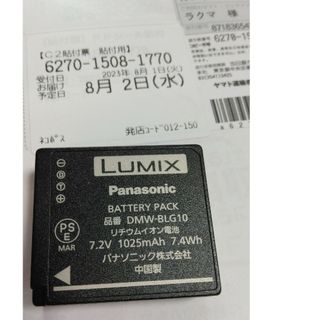 【C2貼付票 貼付用】
6270-1508-1770
受付日 2023年 8月 1日(火)
お届け予定日 8月 2日(水)
ネコポス
発店コード 012-150
ラクマ 様
ヤマト運輸
LUMIX
Panasonic
BATTERY PACK
品番 DMW-BLG10
リチウムイオン電池
7.2V 1025mAh 7.4Wh
パナソニック株式会社
中国製
PS
E
MAR